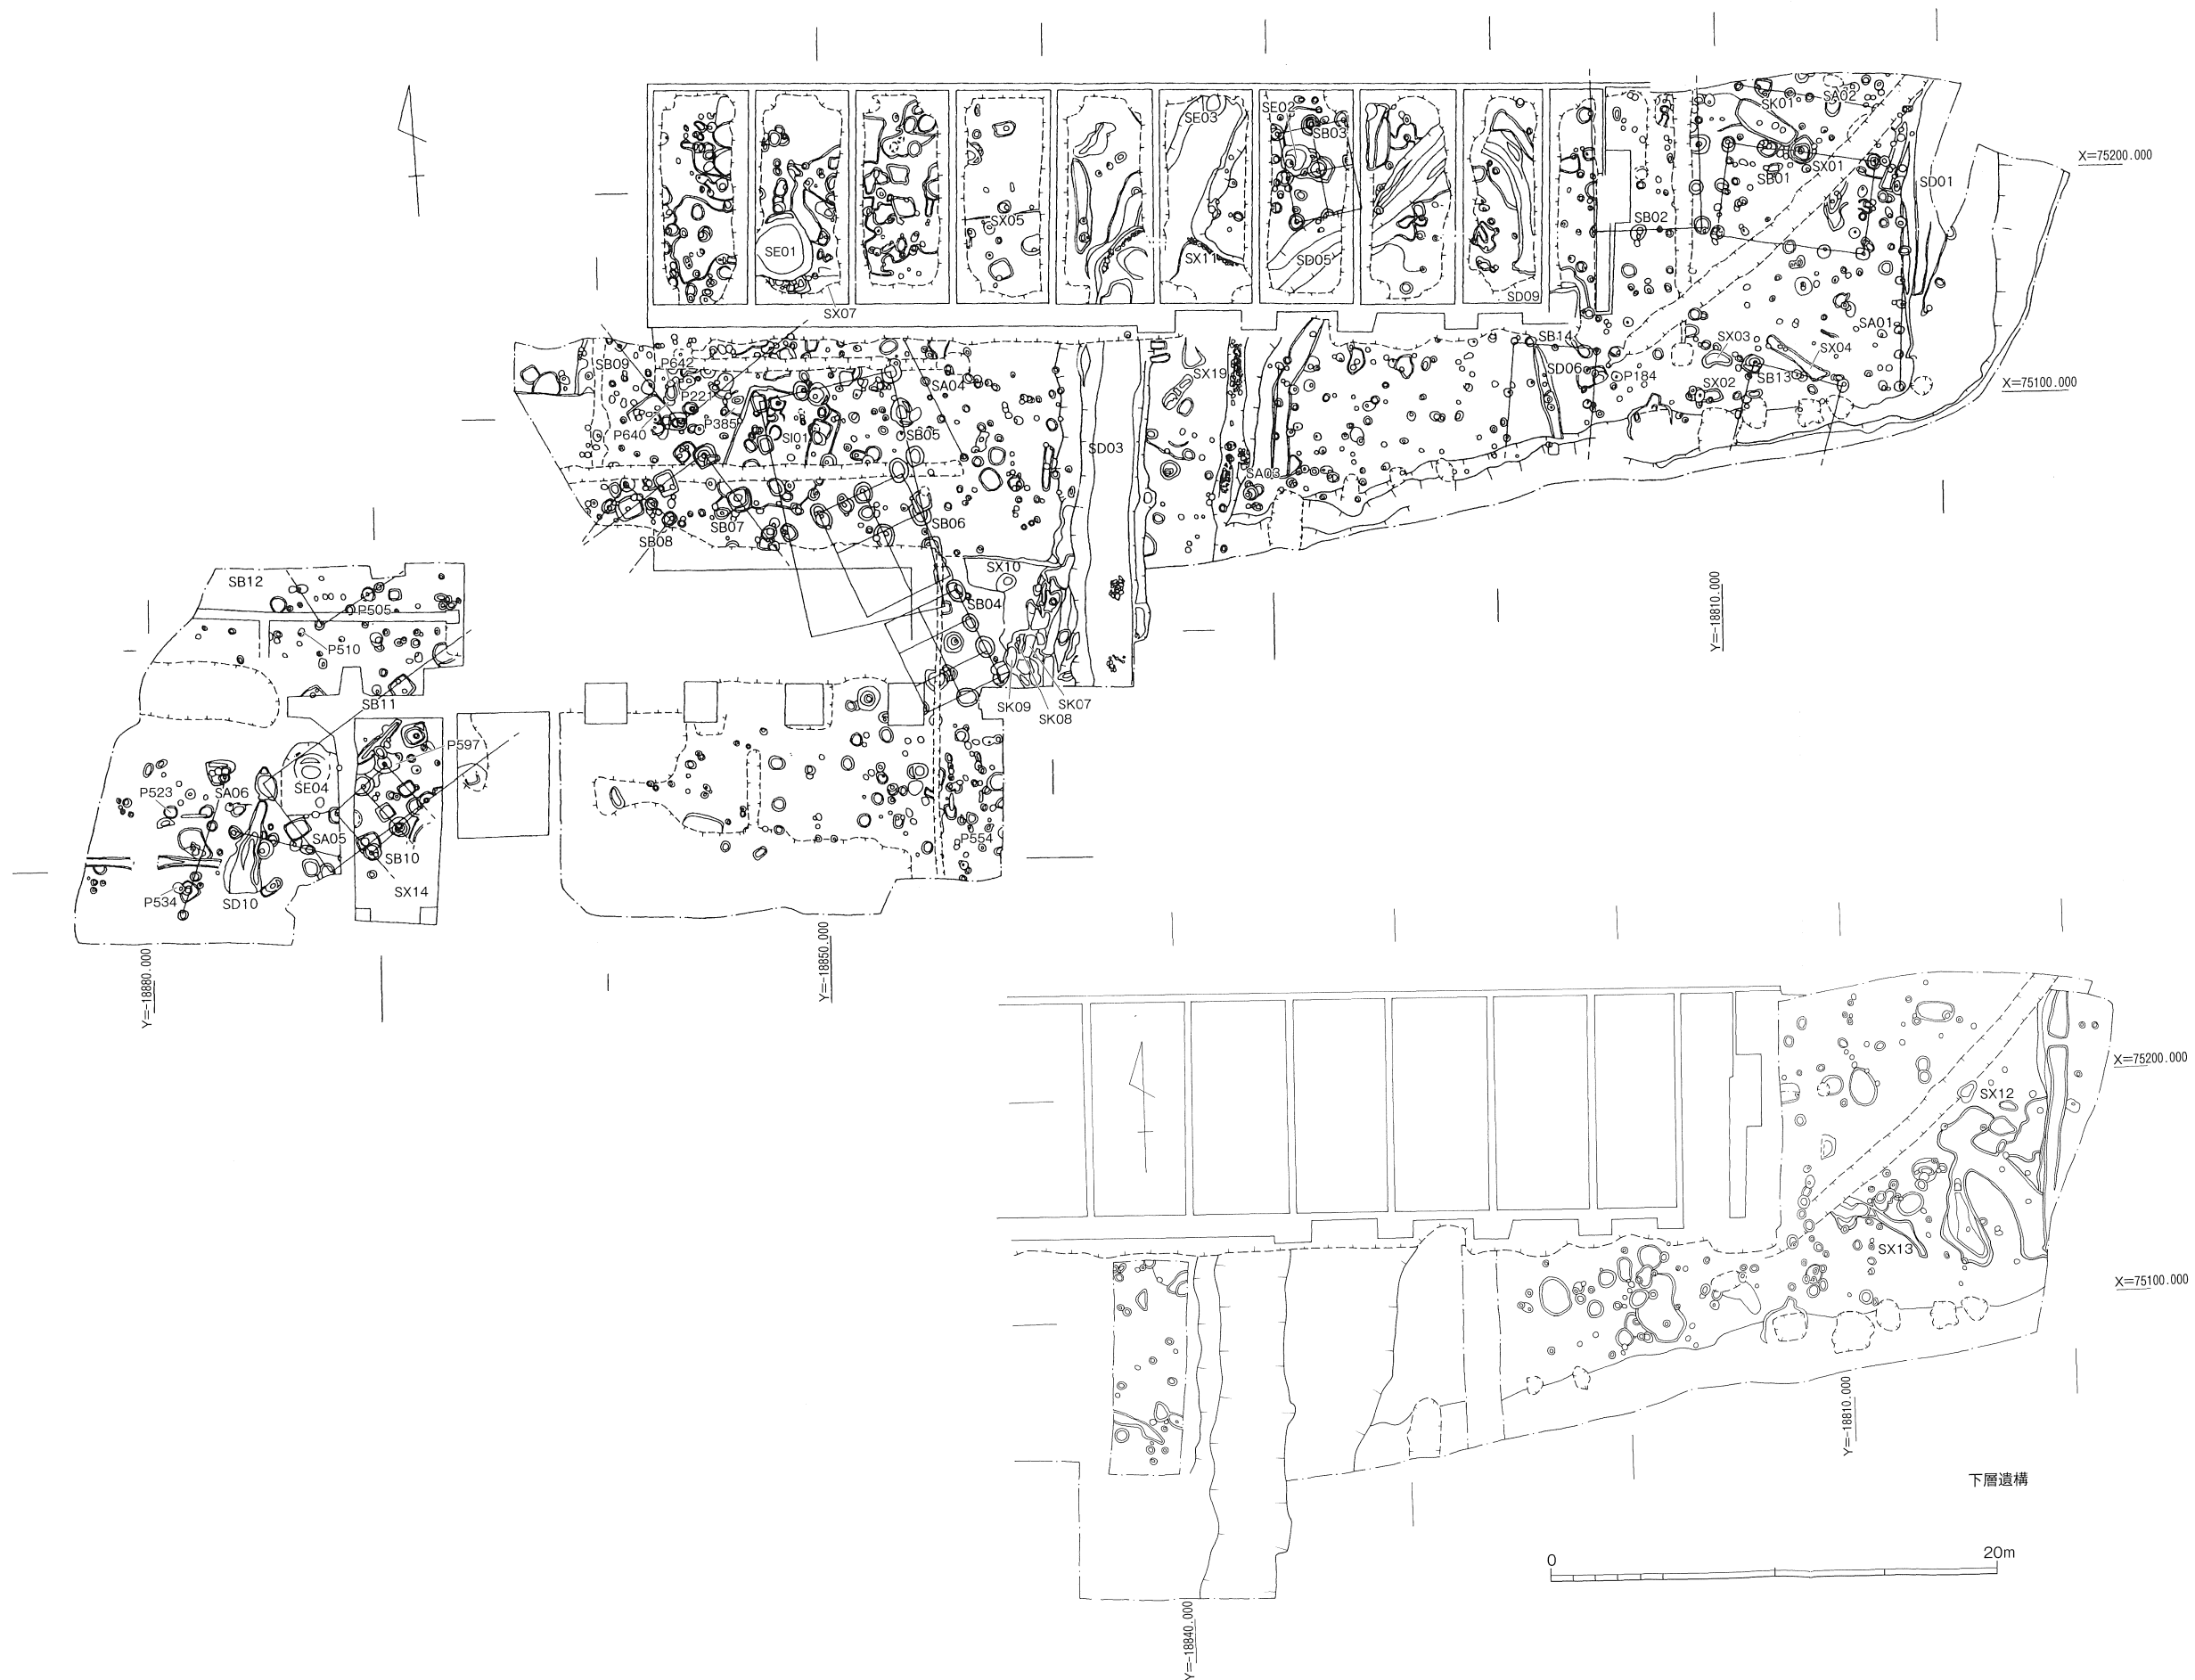 SK01
SA02
SE03
SE02
SB03
SX01
SB01
SD01
X=75200.000
SX05
SB02
SE01
SX11
SD05
SD09
SX07
SA01
SB14
SX03
SX04
SB09
P642
SA04
SX19
SD06
P184
SX02
SB13
X=75100.000
P221
P385
P640
SI01
SB05
SD03
SA03
SB07
SB06
SB08
SX10
SB12
SB04
P505
P510
SB11
SK09
SK07
SK08
P597
P523
SA06
SE04
SA05
SB10
P554
SX14
P534
SD10
Y=-18810.000
Y=-18880.000
Y=-18850.000
X=75200.000
SX12
SX13
X=75100.000
Y=-18810.000
下層遺構
0
20m
Y=-18840.000